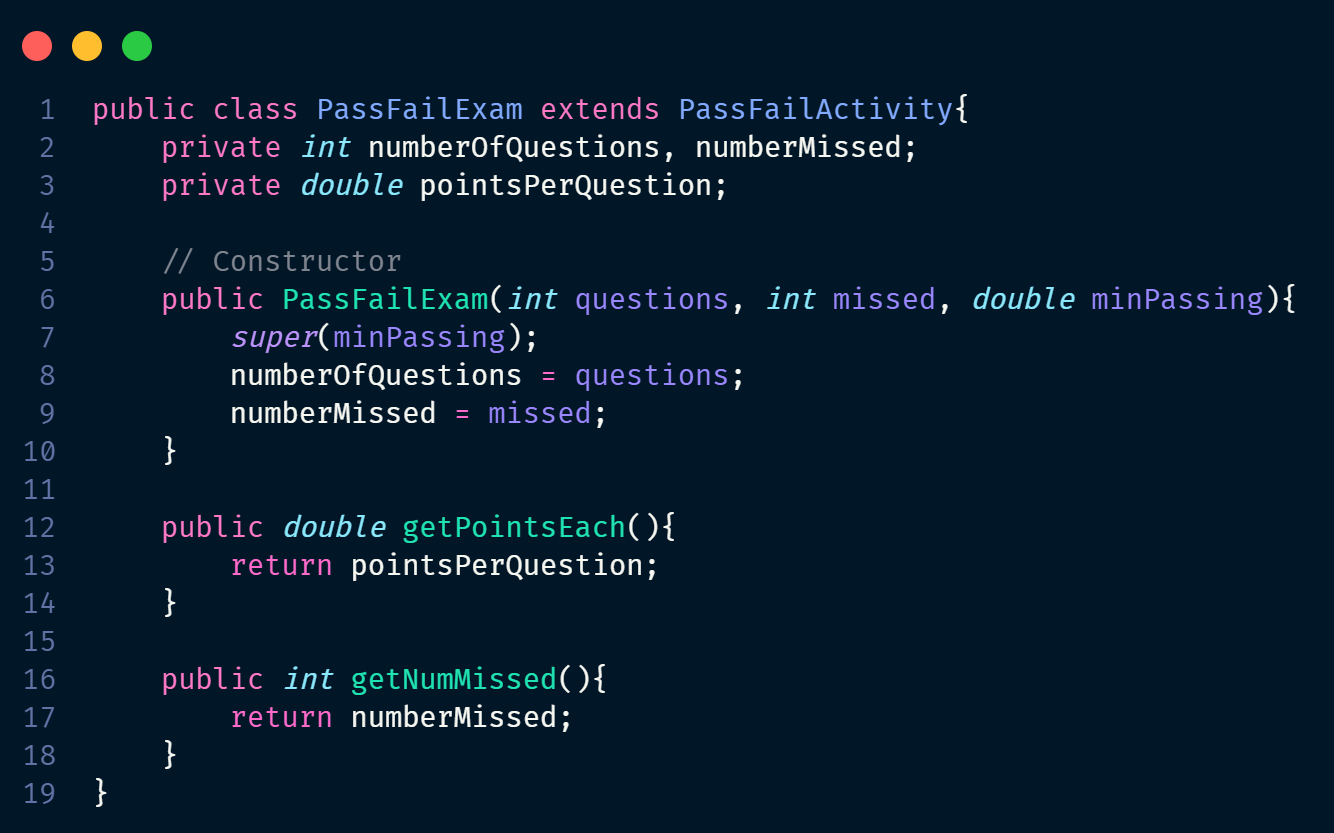 1 public class PassFailExam extends PassFailActivity{
2     private int numberOfQuestions, numberMissed;
3     private double pointsPerQuestion;
4
5     // Constructor
6     public PassFailExam(int questions, int missed, double minPassing){
7         super(minPassing);
8         numberOfQuestions = questions;
9         numberMissed = missed;
10     }
11
12     public double getPointsEach(){
13         return pointsPerQuestion;
14     }
15
16     public int getNumMissed(){
17         return numberMissed;
18     }
19 }